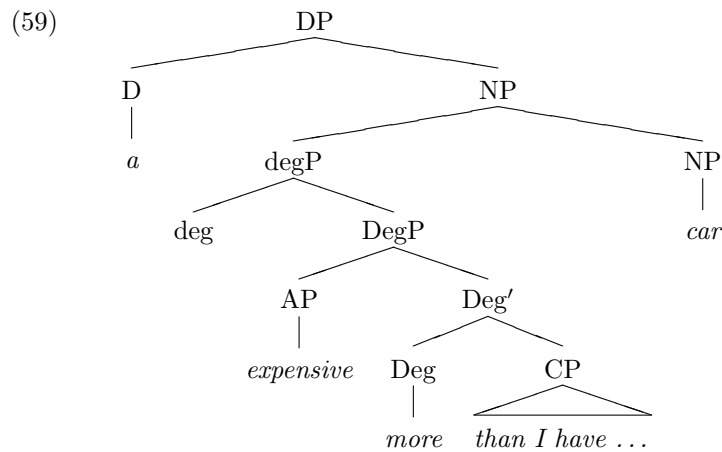 (59) DP
D NP
a degP NP
deg DegP car
AP Deg′
expensive Deg CP
more than I have ...